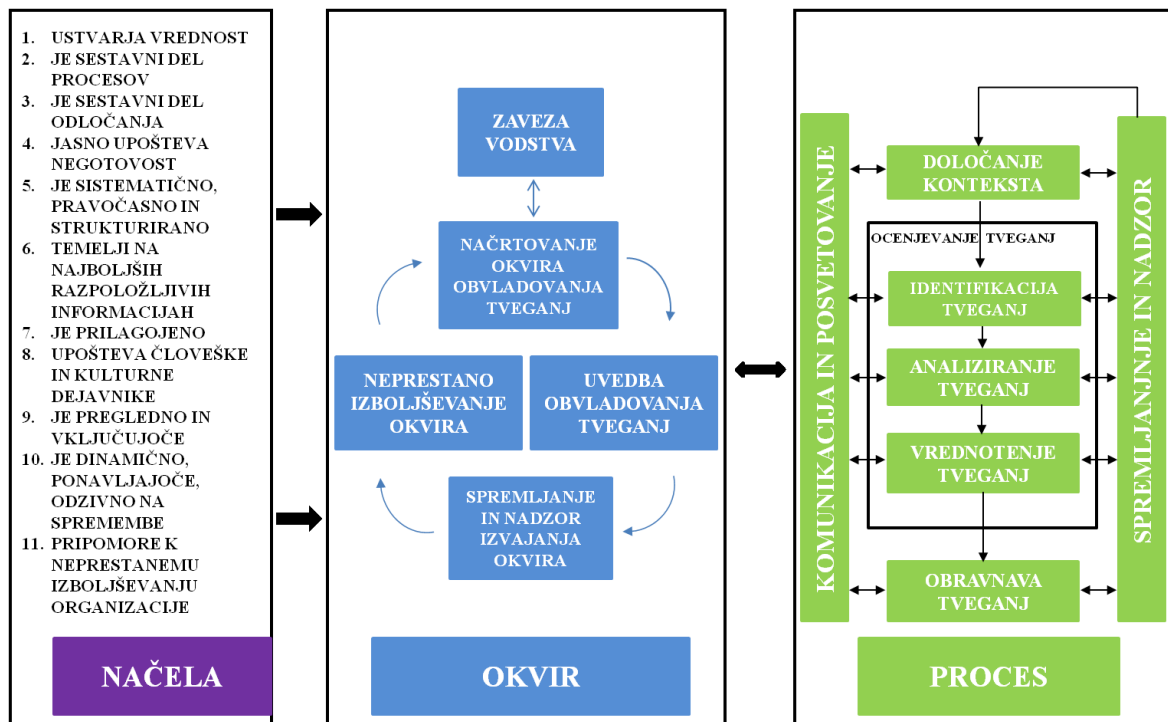 1. USTVARJA VREDNOST
2. JE SESTAVNI DEL
PROCESOV
3. JE SESTAVNI DEL
ODLOČANJA
4. JASNO UPOŠTEVA
NEGOTOVOST
5. JE SISTEMATIČNO,
PRAVOČASNO IN
STRUKTURIRANO
6. TEMELJI NA
NAJBOLJŠIH
RAZPOLOŽLJIVIH
INFORMACIJAH
7. JE PRILAGOJENO
8. UPOŠTEVA ČLOVEŠKE
IN KULTURNE
DEJAVNIKE
9. JE PREGLEDNO IN
VKLJUČUJOČE
10. JE DINAMIČNO,
PONAVLJAJOČE,
ODZIVNO NA
SPREMEMBE
11. PRIPOMORE K
NEPRESTANEMU
IZBOLJŠEVANJU
ORGANIZACIJE
NAČELA
ZAVEZA
VODSTVA
NAČRTOVANJE
OKVIRA
OBVLADOVANJA
TVEGANJ
NEPRESTANO
IZBOLJŠEVANJE
OKVIRA
UVEDBA
OBVLADOVANJA
TVEGANJ
SPREMLJANJE
IN NADZOR
IZVAJANJA
OKVIRA
OKVIR
KOMUNIKACIJA IN POSVETOVANJE
DOLOČANJE
KONTEKSTA
OCENJEVANJE TVEGANJ
IDENTIFIKACIJA
TVEGANJ
ANALIZIRANJE
TVEGANJ
VREDNOTENJE
TVEGANJ
OBRAVNAVA
TVEGANJ
SPREMLJANJNJE IN NADZOR
PROCES